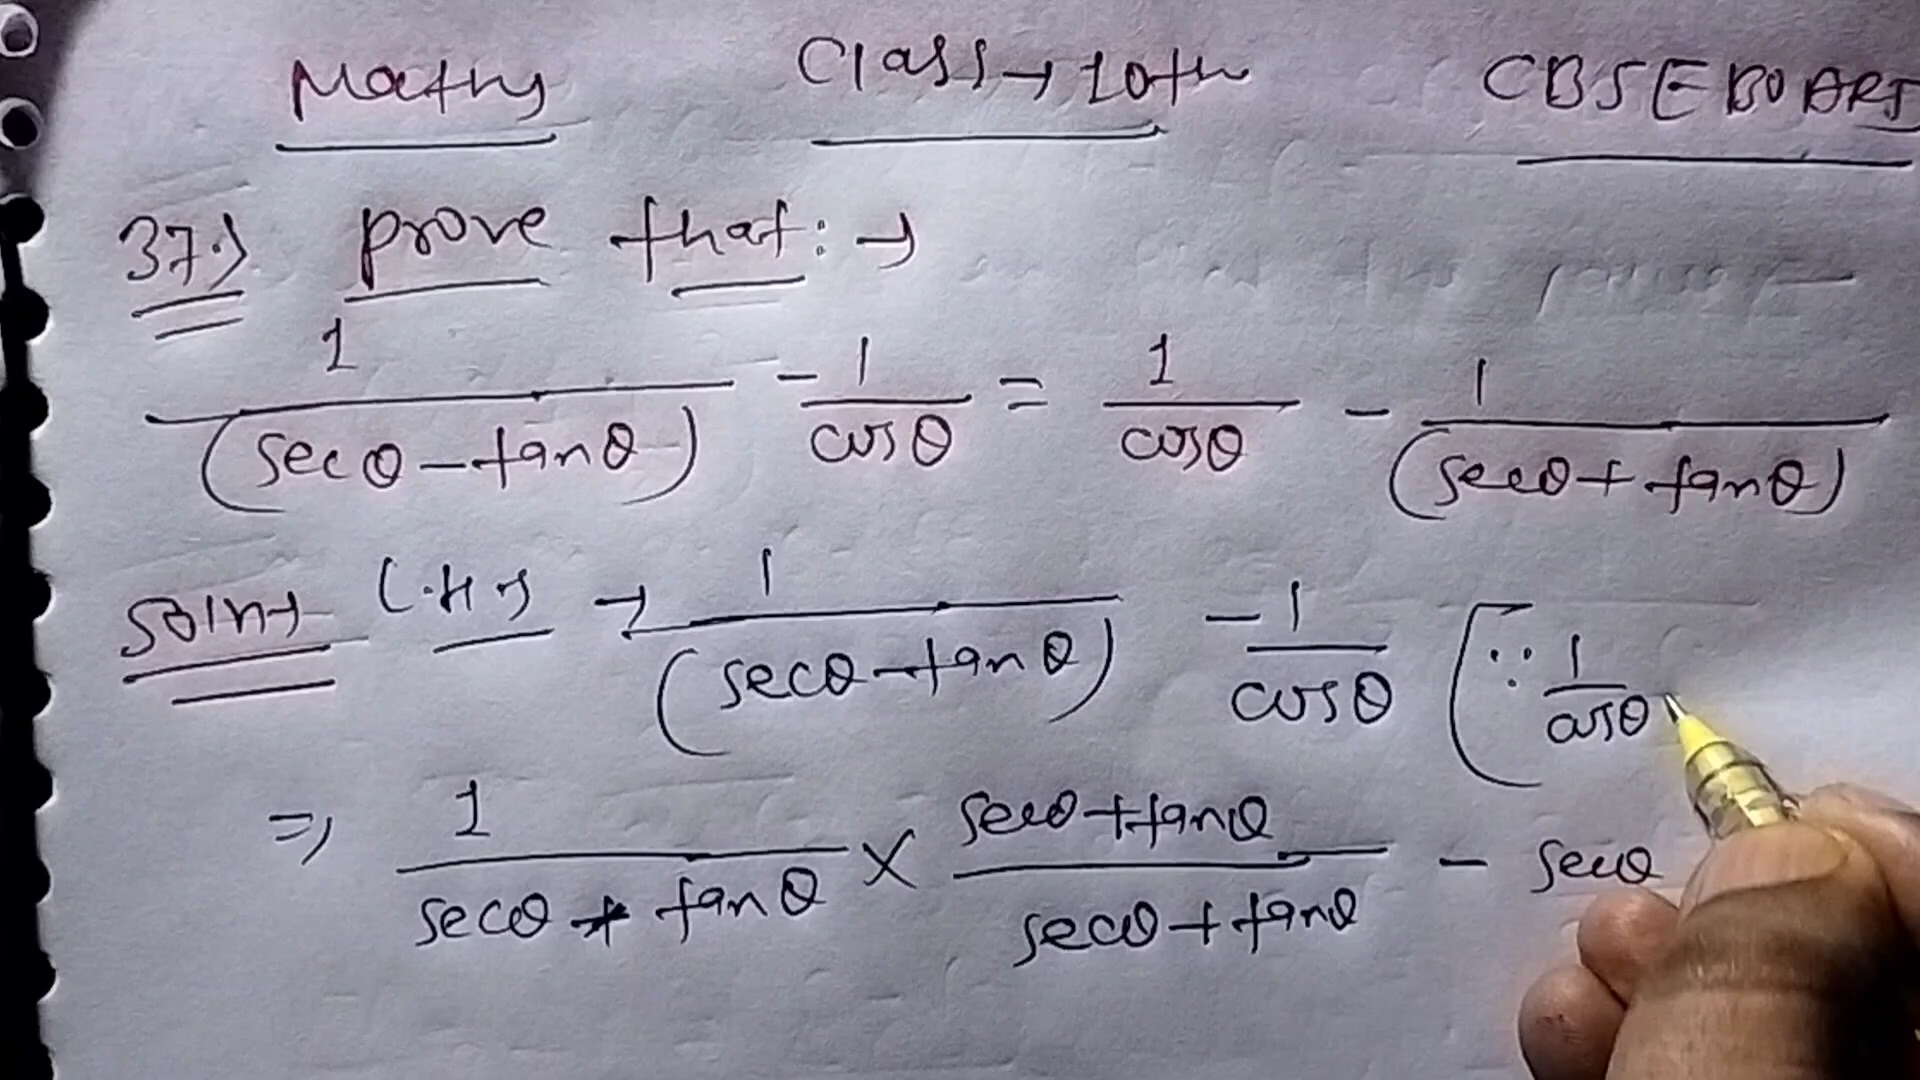 Maths Class → 10th CBSE BOARD
37.) prove that: →
1/(secθ - tanθ) - 1/cosθ = 1/cosθ - 1/(secθ + tanθ)
Soln → L.H.S → 1/(secθ - tanθ) - 1/cosθ [∵ 1/cosθ
⇒ 1/(secθ + tanθ) × (secθ + tanθ)/(secθ + tanθ) - secθ